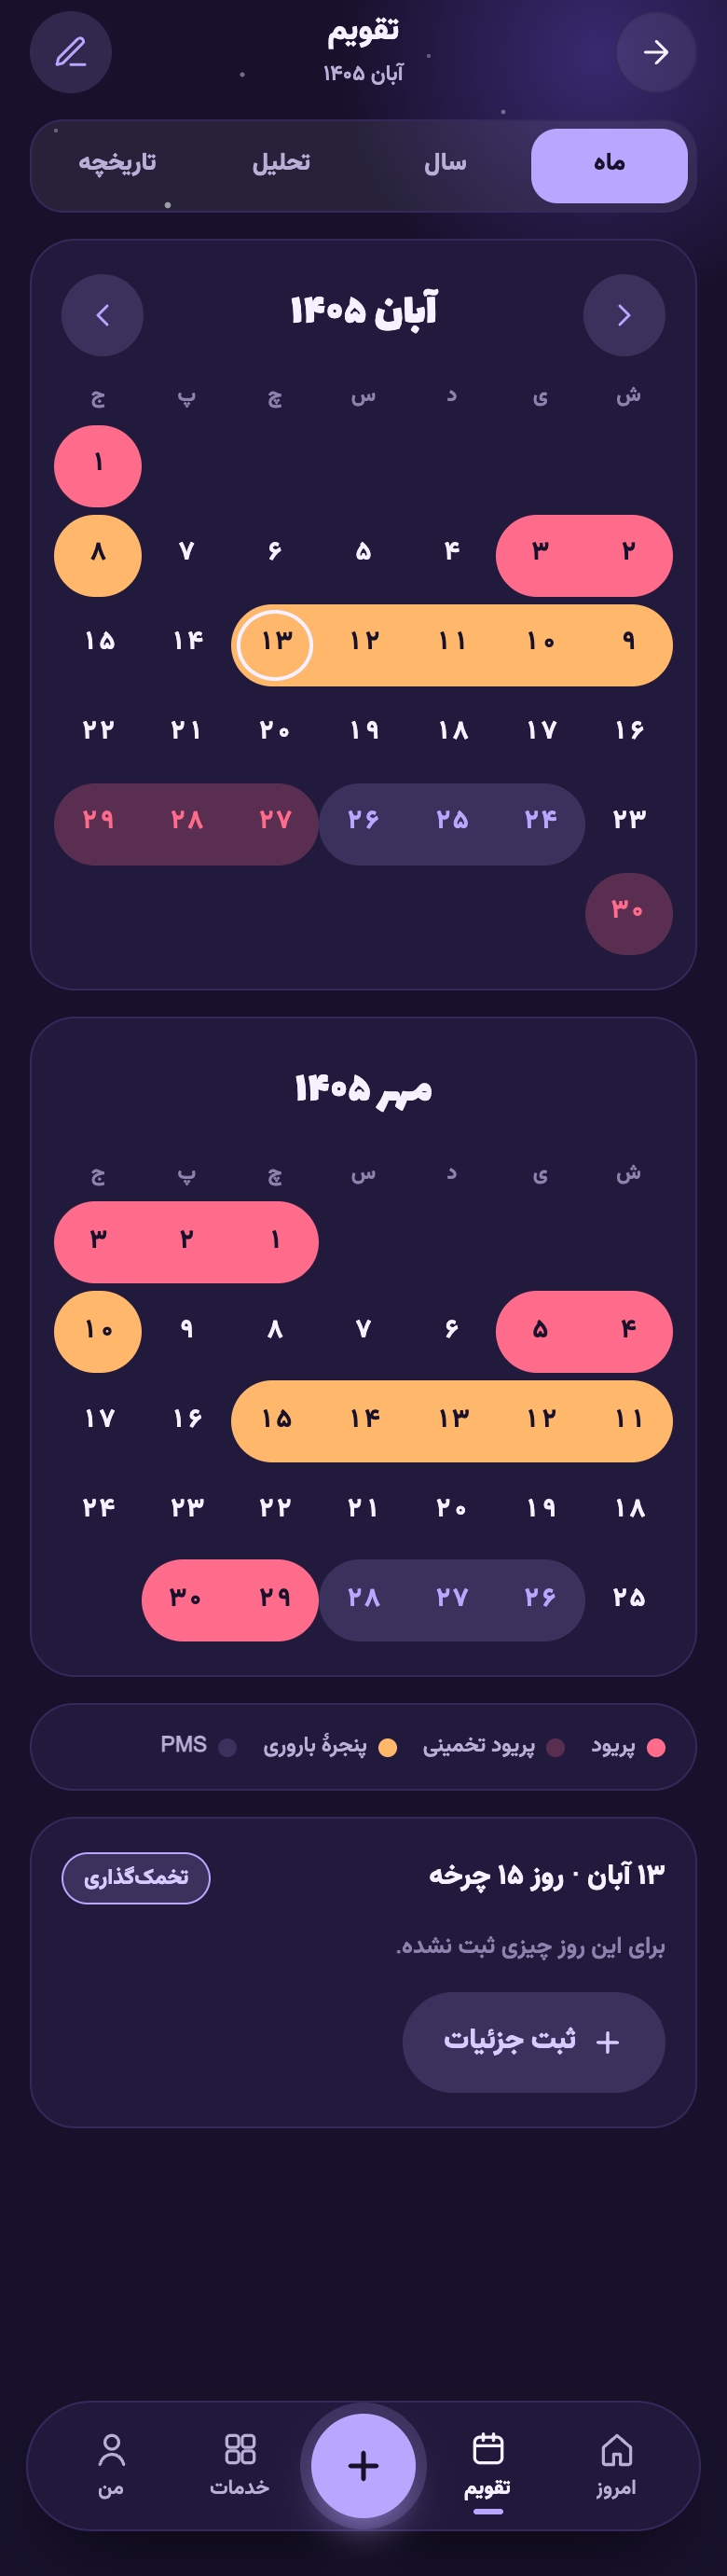 تقویم
آبان ۱۴۰۵
ماه سال تحلیل تاریخچه
آبان ۱۴۰۵
ش ی د س چ پ ج
۱
۲ ۳ ۴ ۵ ۶ ۷ ۸
۹ ۱۰ ۱۱ ۱۲ ۱۳ ۱۴ ۱۵
۱۶ ۱۷ ۱۸ ۱۹ ۲۰ ۲۱ ۲۲
۲۳ ۲۴ ۲۵ ۲۶ ۲۷ ۲۸ ۲۹
۳۰
مهر ۱۴۰۵
ش ی د س چ پ ج
۱ ۲ ۳
۴ ۵ ۶ ۷ ۸ ۹ ۱۰
۱۱ ۱۲ ۱۳ ۱۴ ۱۵ ۱۶ ۱۷
۱۸ ۱۹ ۲۰ ۲۱ ۲۲ ۲۳ ۲۴
۲۵ ۲۶ ۲۷ ۲۸ ۲۹ ۳۰
پریود پریود تخمینی پنجرهٔ باروری PMS
۱۳ آبان · روز ۱۵ چرخه تخمک‌گذاری
برای این روز چیزی ثبت نشده.
+ ثبت جزئیات
امروز تقویم + خدمات من